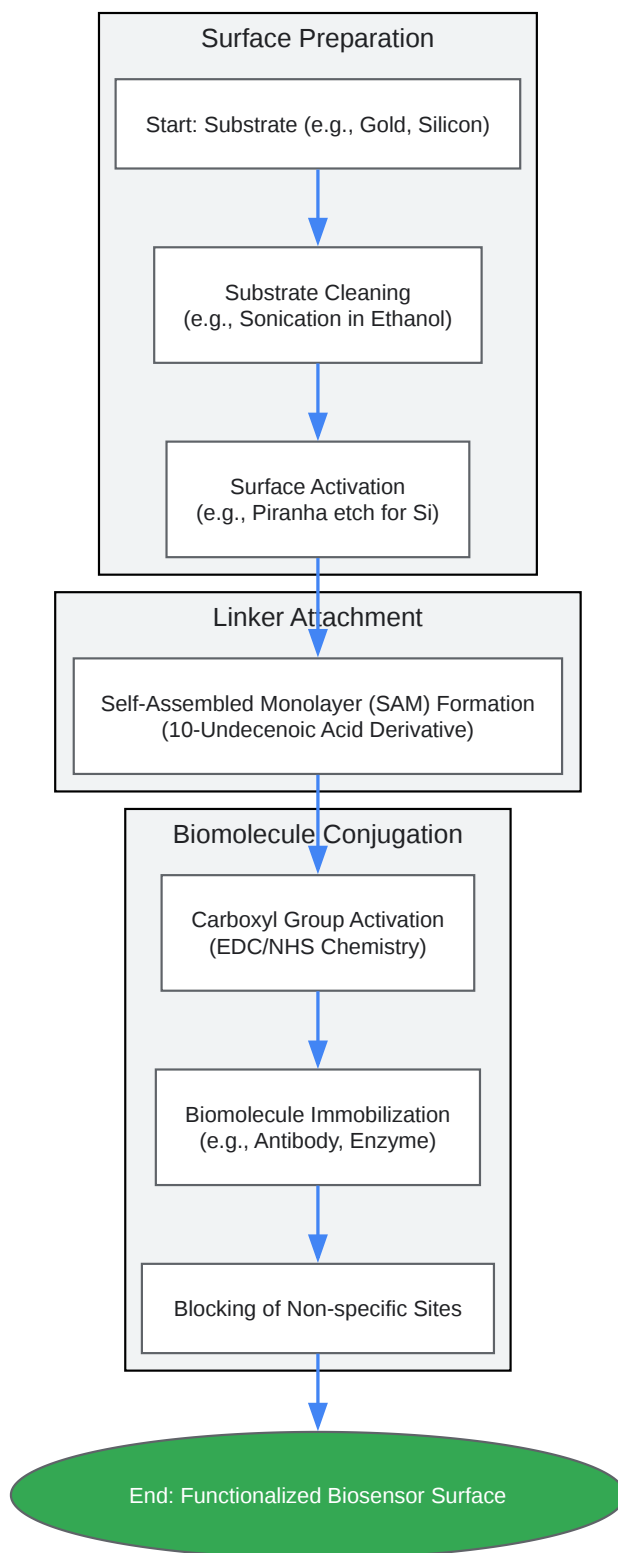 Surface Preparation
Start: Substrate (e.g., Gold, Silicon)
Substrate Cleaning
(e.g., Sonication in Ethanol)
Surface Activation
(e.g., Piranha etch for Si)
Linker Attachment
Self-Assembled Monolayer (SAM) Formation
(10-Undecenoic Acid Derivative)
Biomolecule Conjugation
Carboxyl Group Activation
(EDC/NHS Chemistry)
Biomolecule Immobilization
(e.g., Antibody, Enzyme)
Blocking of Non-specific Sites
End: Functionalized Biosensor Surface